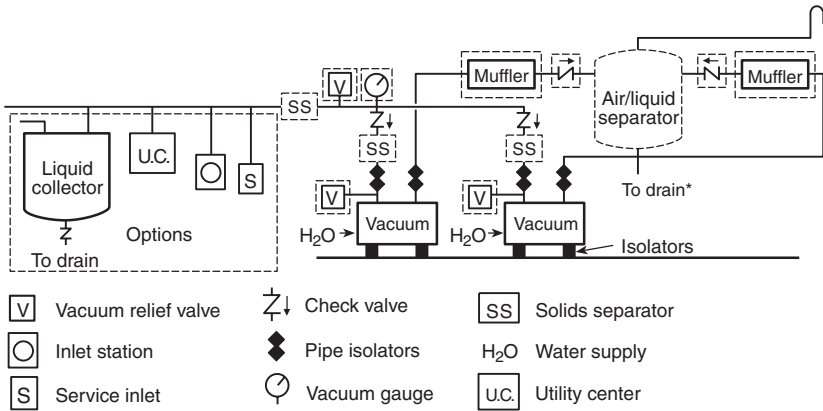 V
Muffler
Muffler
SS
Air/liquid
separator
Liquid
collector
U.C.
S
SS
SS
To drain*
V
V
Vacuum
Vacuum
H₂O
H₂O
Isolators
To drain
Options
V Vacuum relief valve
Check valve
SS Solids separator
Inlet station
Pipe isolators
H₂O Water supply
S Service inlet
Vacuum gauge
U.C. Utility center